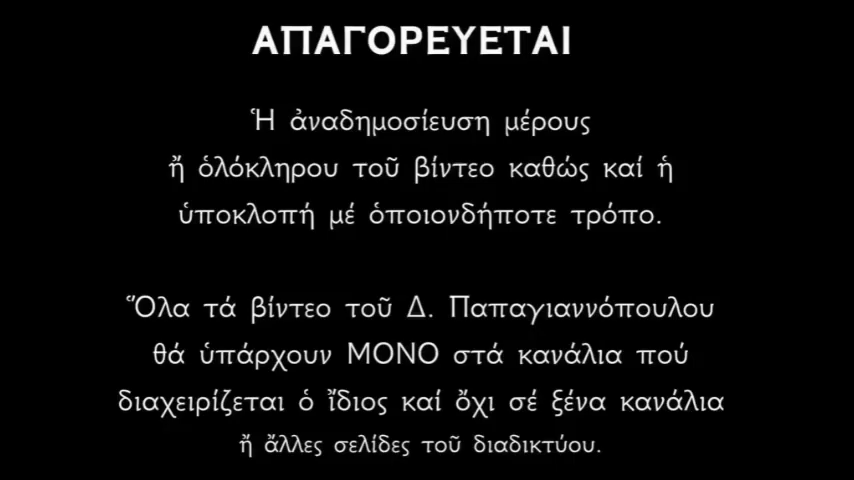 ΑΠΑΓΟΡΕΥΕΤΑΙ
Ἡ ἀναδημοσίευση μέρους
ἤ ὁλόκληρου τοῦ βίντεο καθώς καί ἡ
ὑποκλοπή μέ ὁποιονδήποτε τρόπο.
Ὅλα τά βίντεο τοῦ Δ. Παπαγιαννόπουλου
θά ὑπάρχουν ΜΟΝΟ στά κανάλια πού
διαχειρίζεται ὁ ἴδιος καί ὄχι σέ ξένα κανάλια
ἤ ἄλλες σελίδες τοῦ διαδικτύου.